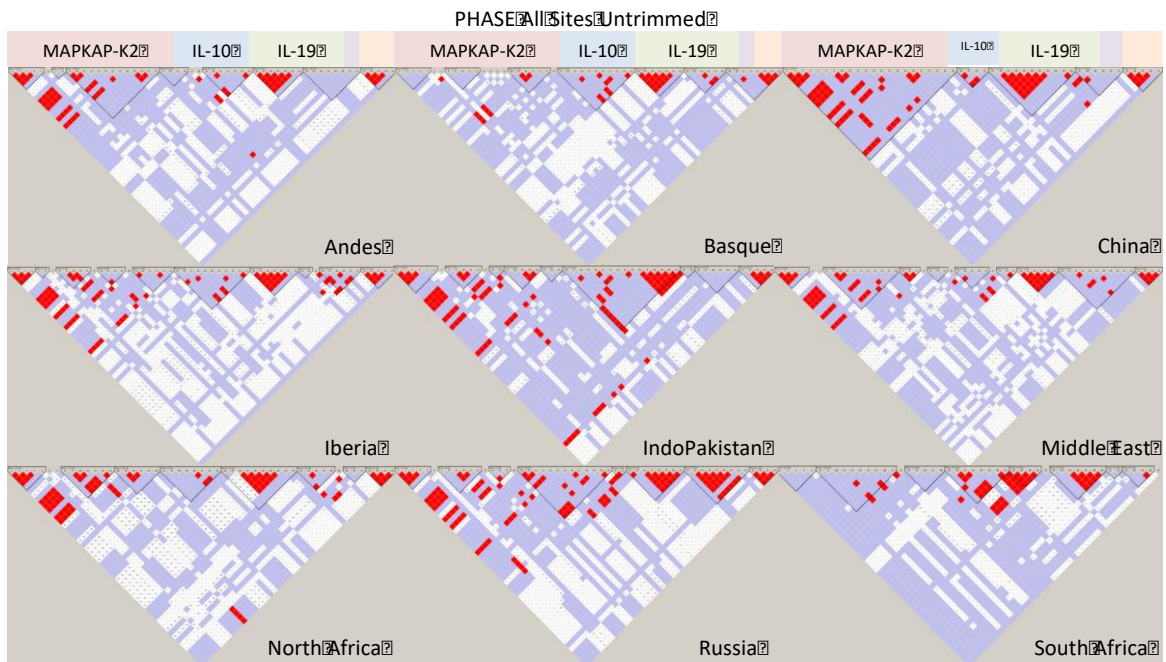 PHASE⍰All⍰Sites⍰Untrimmed⍰
MAPKAP-K2⍰ IL-10⍰ IL-19⍰ MAPKAP-K2⍰ IL-10⍰ IL-19⍰ MAPKAP-K2⍰ IL-10⍰ IL-19⍰
Andes⍰ Basque⍰ China⍰
Iberia⍰ IndoPakistan⍰ Middle⍰East⍰
North⍰Africa⍰ Russia⍰ South⍰Africa⍰